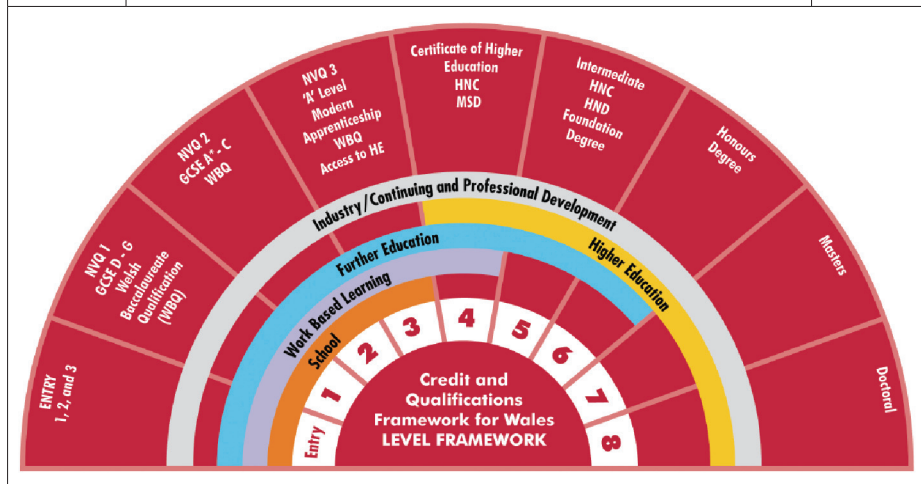 ENTRY
1, 2, and 3
NVQ 1
GCSE D - G
Welsh
Baccalaureate
Qualification
(WBQ)
NVQ 2
GCSE A* - C
WBQ
NVQ 3
‘A’ Level
Modern
Apprenticeship
WBQ
Access to HE
Certificate of Higher
Education
HNC
MSD
Intermediate
HNC
HND
Foundation
Degree
Honours
Degree
Masters
Doctoral
Industry/Continuing and Professional Development
Further Education
Higher Education
Work Based Learning
School
Entry
1
2
3
4
5
6
7
8
Credit and
Qualifications
Framework for Wales
LEVEL FRAMEWORK